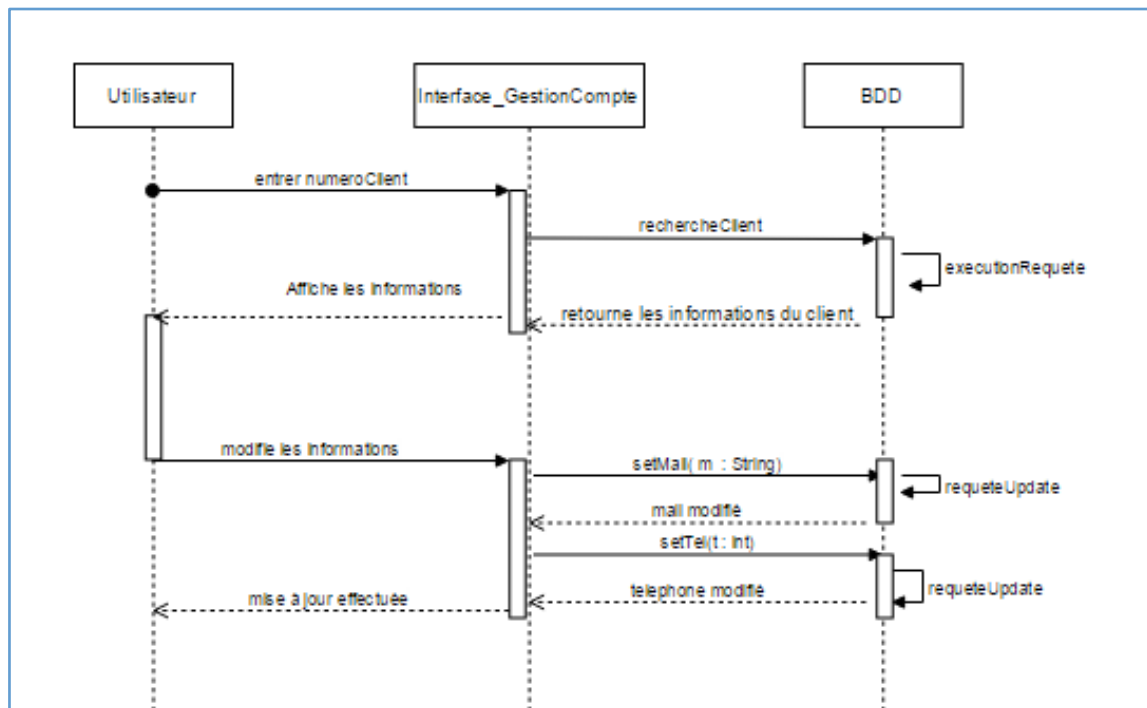 Utilisateur
Interface_GestionCompte
BDD
entrer numeroClient
rechercheClient
executionRequete
Affiche les informations
retourne les informations du client
modifie les informations
setMail( m : String)
requeteUpdate
mail modifié
setTel(t : Int)
requeteUpdate
telephone modifié
mise à jour effectuée